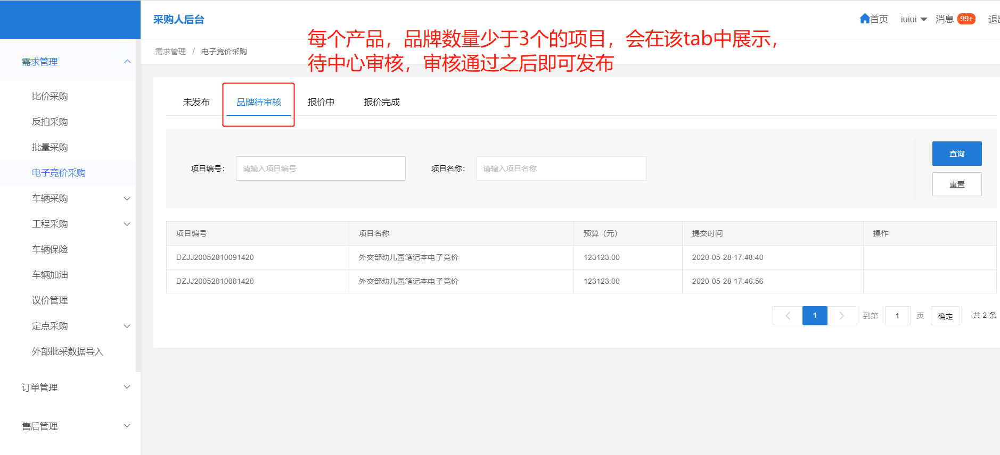 采购人后台
首页 iuiui 消息 99+
每个产品，品牌数量少于3个的项目，会在该tab中展示，
待中心审核，审核通过之后即可发布
需求管理 / 电子竞价采购
需求管理
比价采购
反拍采购
批量采购
电子竞价采购
车辆采购
工程采购
车辆保险
车辆加油
议价管理
定点采购
外部批采数据导入
订单管理
售后管理
未发布 品牌待审核 报价中 报价完成
项目编号： 请输入项目编号 项目名称： 请输入项目名称
查询
重置
项目编号 项目名称 预算（元） 提交时间 操作
DZJJ20052810091420 外交部幼儿园笔记本电子竞价 123123.00 2020-05-28 17:48:40
DZJJ20052810081420 外交部幼儿园笔记本电子竞价 123123.00 2020-05-28 17:46:56
1 到第 1 页 确定 共 2 条